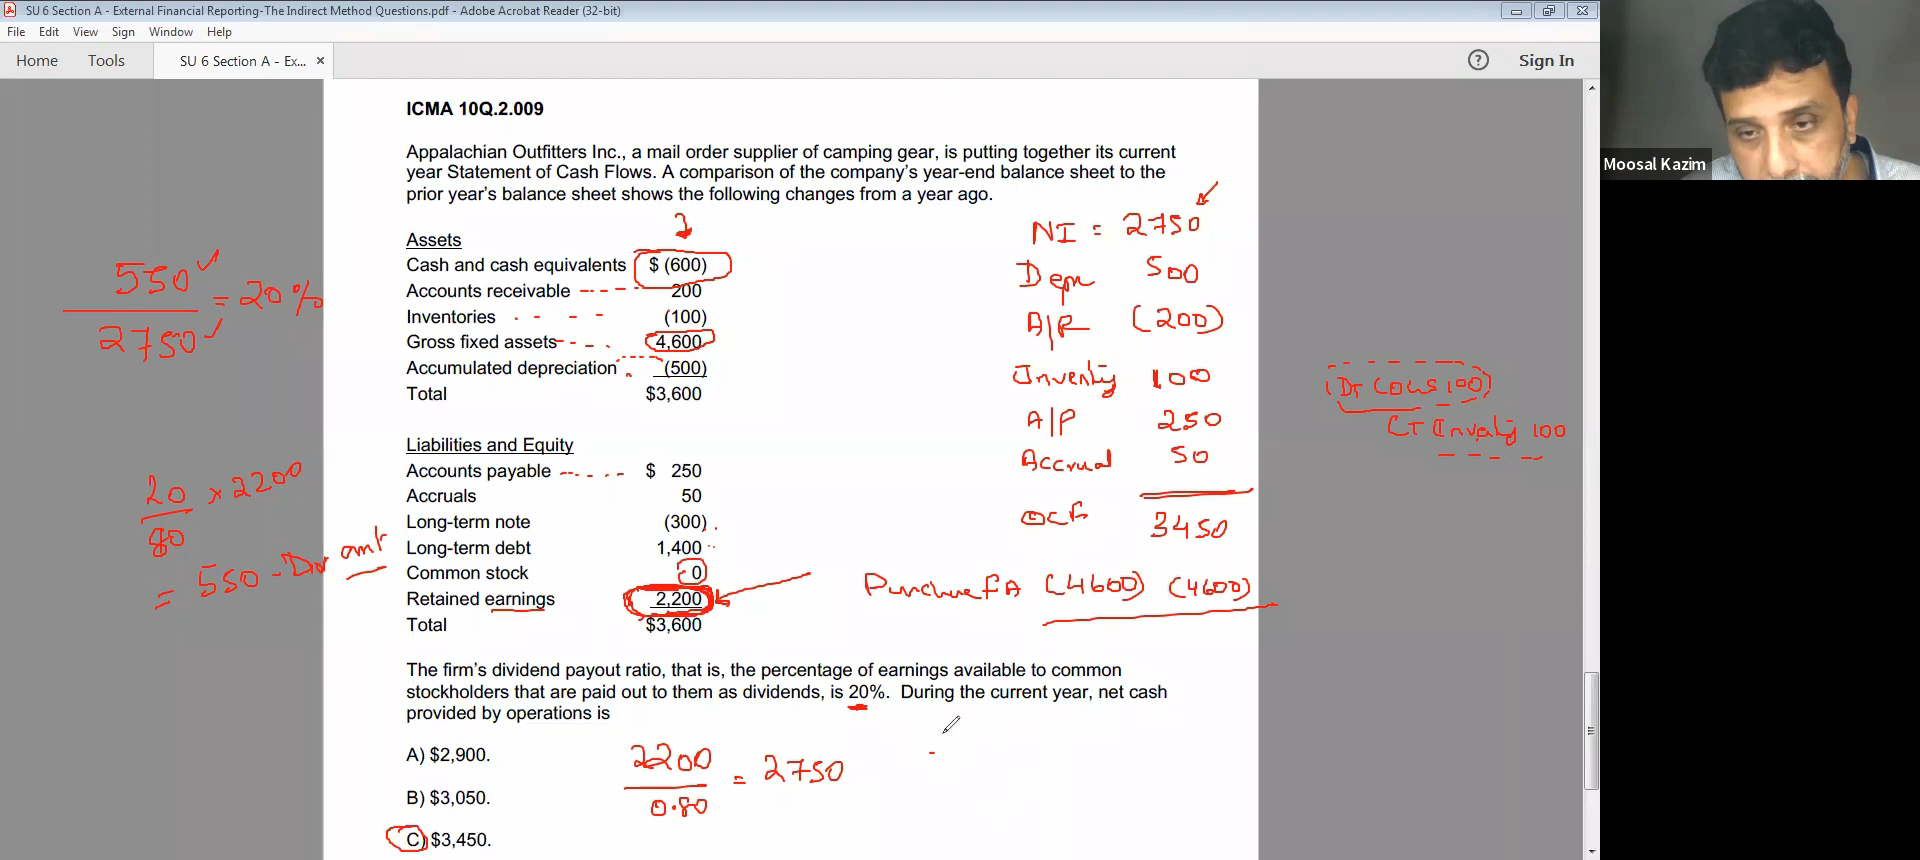 SU 6 Section A - External Financial Reporting-The Indirect Method Questions.pdf - Adobe Acrobat Reader (32-bit)
File Edit View Sign Window Help
Home Tools SU 6 Section A - Ex... × ? Sign In
Moosal Kazim
ICMA 10Q.2.009
Appalachian Outfitters Inc., a mail order supplier of camping gear, is putting together its current
year Statement of Cash Flows. A comparison of the company's year-end balance sheet to the
prior year's balance sheet shows the following changes from a year ago.
Assets
Cash and cash equivalents $ (600)
Accounts receivable 200
Inventories (100)
Gross fixed assets 4,600
Accumulated depreciation (500)
Total $3,600
Liabilities and Equity
Accounts payable $ 250
Accruals 50
Long-term note (300)
Long-term debt 1,400
Common stock 0
Retained earnings 2,200
Total $3,600
The firm's dividend payout ratio, that is, the percentage of earnings available to common
stockholders that are paid out to them as dividends, is 20%. During the current year, net cash
provided by operations is
A) $2,900.
B) $3,050.
C) $3,450.
2200
0.80
= 2750
NI = 2750
Depn 500
A/R (200)
Inventy 100
A/P 250
Accrual 50
OCF 3450
Purchase FA (4600) (4600)
550
2750
= 20%
20
80
× 2200
= 550 - Div amt
(Dr COGS 100)
Cr Inventy 100